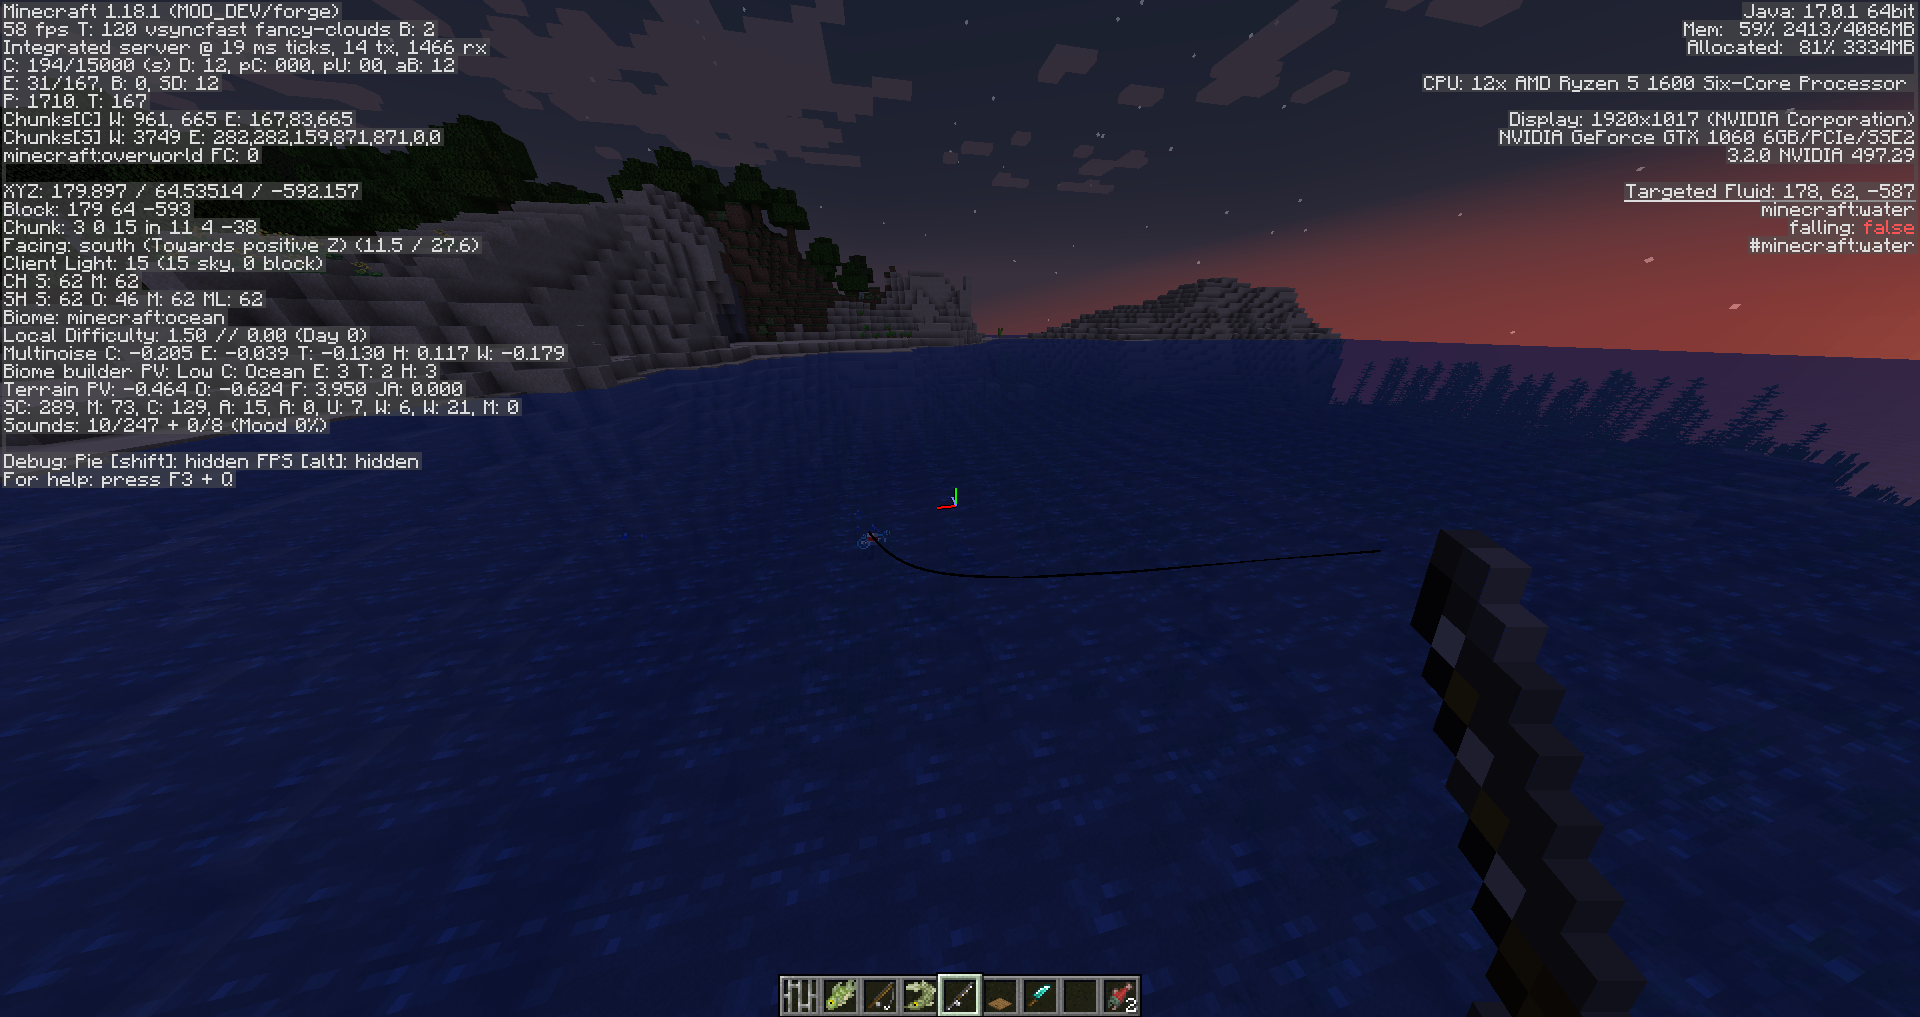 Minecraft 1.18.1 (MOD_DEV/forge)
58 fps T: 120 vsyncfast fancy-clouds B: 2
Integrated server @ 19 ms ticks, 14 tx, 1466 rx
C: 194/15000 (s) D: 12, pC: 000, pU: 00, aB: 12
E: 31/167, B: 0, SD: 12
P: 1710. T: 167
Chunks[C] W: 961, 665 E: 167,83,665
Chunks[S] W: 3749 E: 282,282,159,871,871,0,0
minecraft:overworld FC: 0
XYZ: 179.897 / 64.53514 / -592.157
Block: 179 64 -593
Chunk: 3 0 15 in 11 4 -38
Facing: south (Towards positive Z) (11.5 / 27.6)
Client Light: 15 (15 sky, 0 block)
CH S: 62 M: 62
SH S: 62 O: 46 M: 62 ML: 62
Biome: minecraft:ocean
Local Difficulty: 1.50 // 0.00 (Day 0)
Multinoise C: -0.205 E: -0.039 T: -0.130 H: 0.117 W: -0.179
Biome builder PV: Low C: Ocean E: 3 T: 2 H: 3
Terrain PV: -0.464 O: -0.624 F: 3.950 JA: 0.000
SC: 289, M: 73, C: 129, A: 15, A: 0, U: 7, W: 6, W: 21, M: 0
Sounds: 10/247 + 0/8 (Mood 0%)
Debug: Pie [shift]: hidden FPS [alt]: hidden
For help: press F3 + Q
Java: 17.0.1 64bit
Mem: 59% 2413/4086MB
Allocated: 81% 3334MB
CPU: 12x AMD Ryzen 5 1600 Six-Core Processor
Display: 1920x1017 (NVIDIA Corporation)
NVIDIA GeForce GTX 1060 6GB/PCIe/SSE2
3.2.0 NVIDIA 497.29
Targeted Fluid: 178, 62, -587
minecraft:water
falling: false
#minecraft:water
2